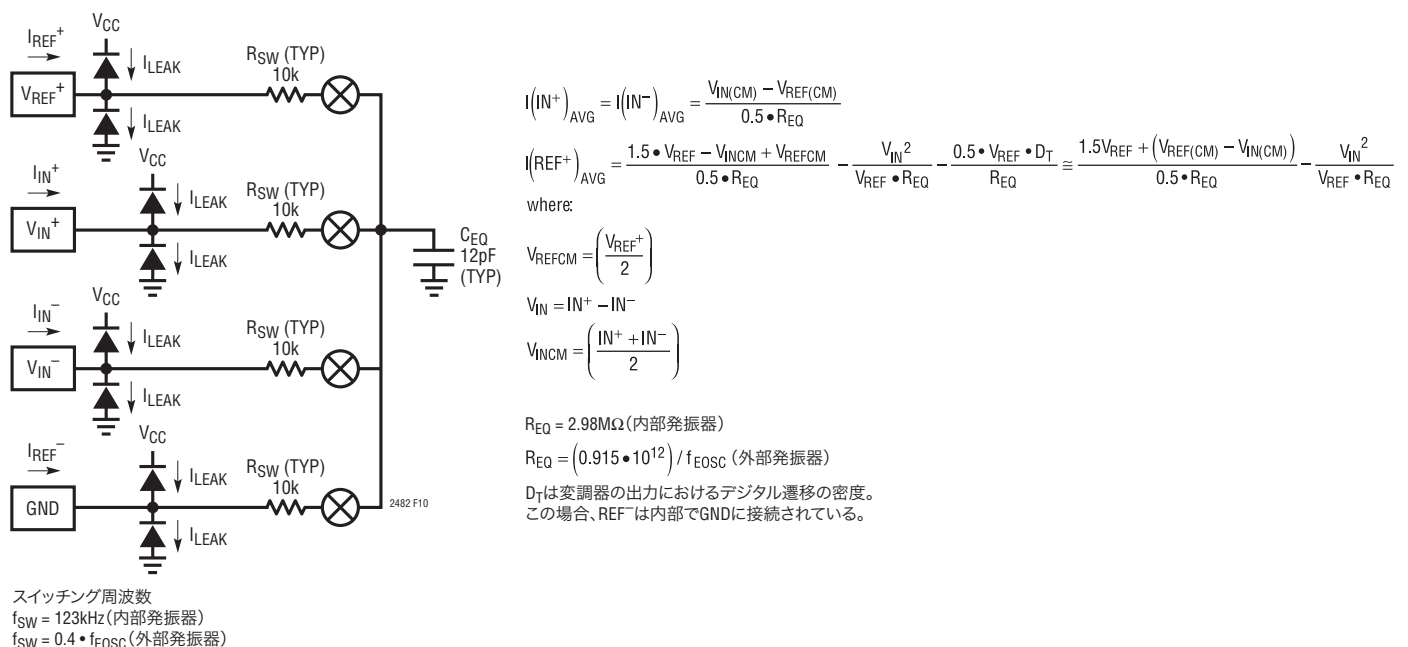 VCC
IREF+
ILEAK
RSW (TYP)
10k
VREF+
ILEAK
VCC
IIN+
ILEAK
RSW (TYP)
10k
VIN+
ILEAK
CEQ
12pF
(TYP)
VCC
IIN−
ILEAK
RSW (TYP)
10k
VIN−
ILEAK
VCC
IREF−
ILEAK
RSW (TYP)
10k
GND
ILEAK
2482 F10
スイッチング周波数
fSW = 123kHz(内部発振器)
fSW = 0.4 • fEOSC(外部発振器)
I(IN+)AVG = I(IN−)AVG = (VIN(CM) − VREF(CM)) / (0.5 • REQ)
I(REF+)AVG = (1.5 • VREF − VINCM + VREFCM) / (0.5 • REQ) − VIN² / (VREF • REQ) − (0.5 • VREF • DT) / REQ ≅ (1.5VREF + (VREF(CM) − VIN(CM))) / (0.5 • REQ) − VIN² / (VREF • REQ)
where:
VREFCM = (VREF+ / 2)
VIN = IN+ − IN−
VINCM = ((IN+ + IN−) / 2)
REQ = 2.98MΩ(内部発振器)
REQ = (0.915 • 10¹²) / fEOSC(外部発振器)
DTは変調器の出力におけるデジタル遷移の密度。
この場合、REF−は内部でGNDに接続されている。